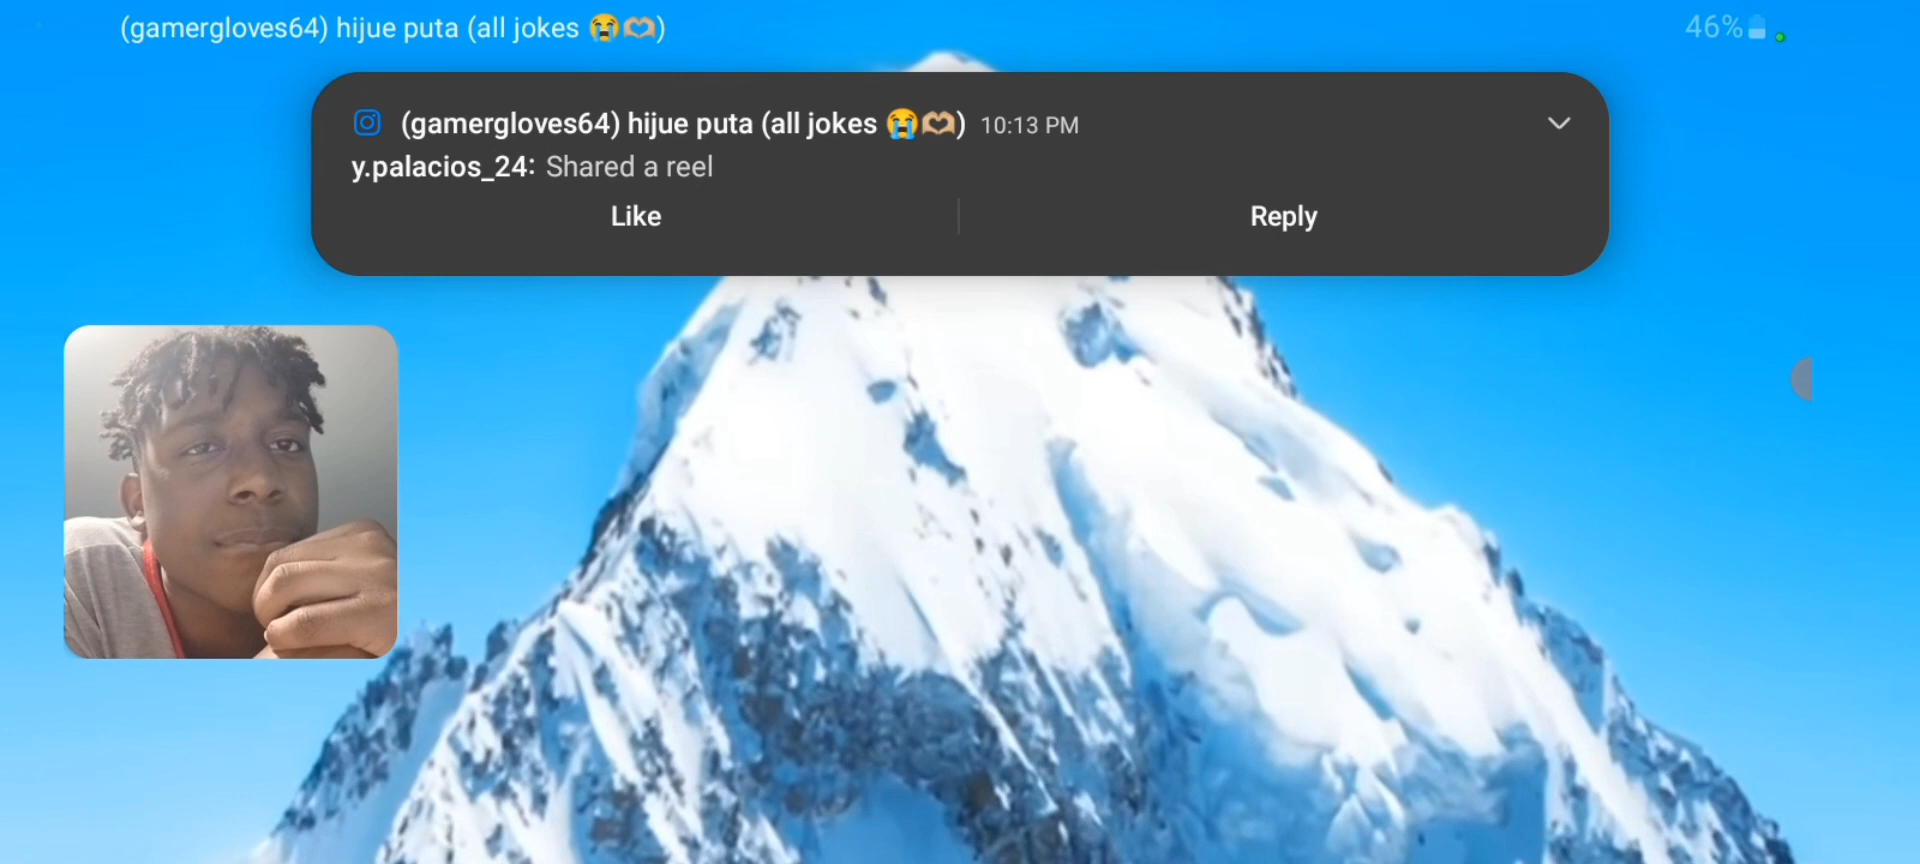 (gamergloves64) hijue puta (all jokes 😭🫶🏼)
46%
(gamergloves64) hijue puta (all jokes 😭🫶🏼) 10:13 PM
y.palacios_24: Shared a reel
Like
Reply